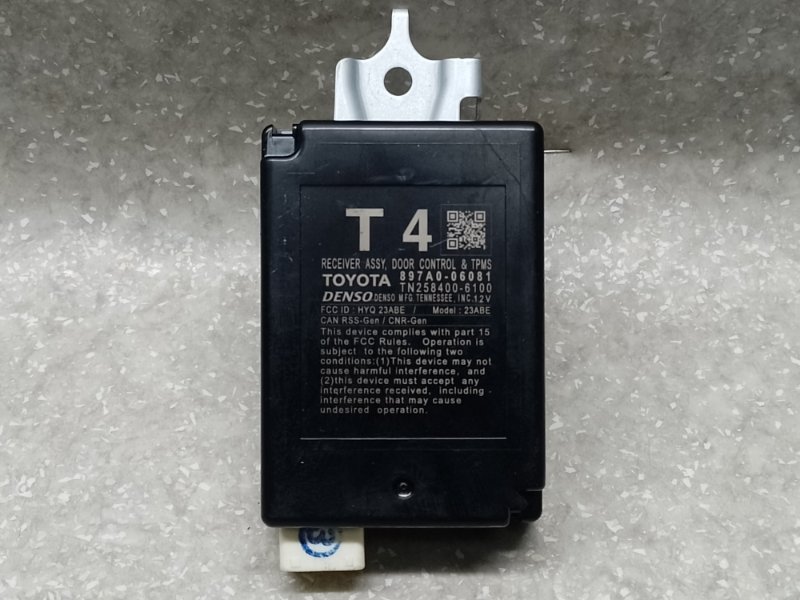 T 4
RECEIVER ASSY, DOOR CONTROL & TPMS
TOYOTA 897A0-06081
TN258400-6100
DENSO DENSO MFG. TENNESSEE, INC. 12V
FCC ID : HYQ 23ABE / Model : 23ABE
CAN RSS-Gen / CNR-Gen
This device complies with part 15
of the FCC Rules. Operation is
subject to the following two
conditions:(1)This device may not
cause harmful interference, and
(2)this device must accept any
interference received, including
interference that may cause
undesired operation.